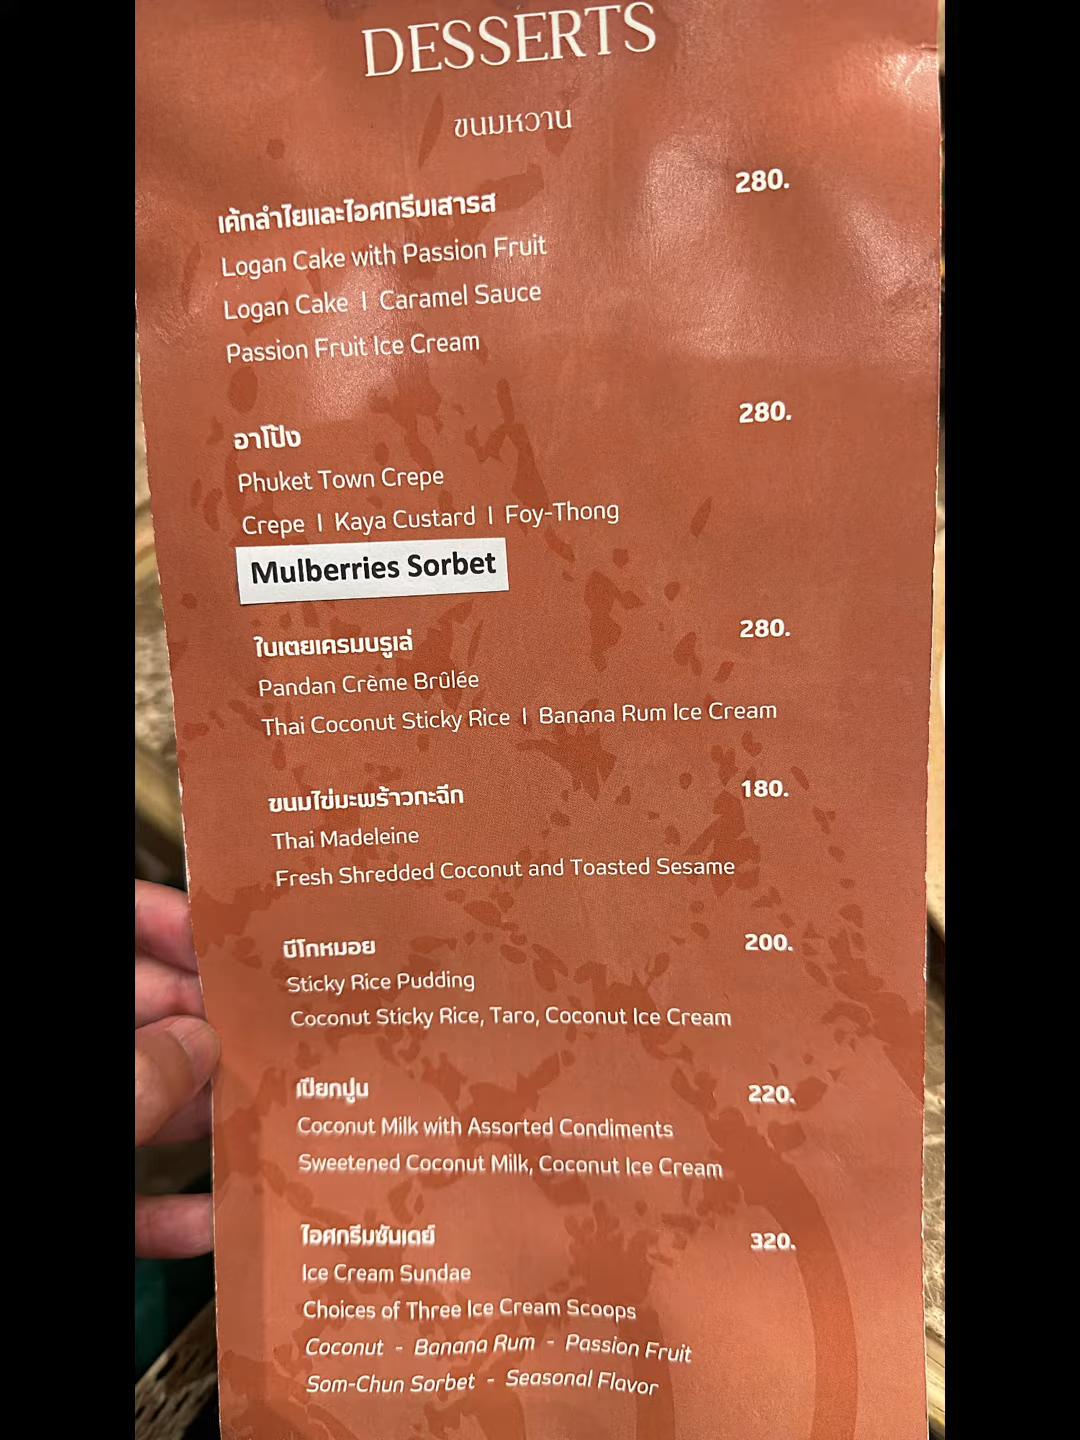 DESSERTS
ขนมหวาน
เค้กลำไยและไอศกรีมเสารส 280.
Logan Cake with Passion Fruit
Logan Cake | Caramel Sauce
Passion Fruit Ice Cream
อาโป้ง 280.
Phuket Town Crepe
Crepe | Kaya Custard | Foy-Thong
Mulberries Sorbet
ใบเตยเครมบรูเล่ 280.
Pandan Crème Brûlée
Thai Coconut Sticky Rice | Banana Rum Ice Cream
ขนมไข่มะพร้าวกะฉีก 180.
Thai Madeleine
Fresh Shredded Coconut and Toasted Sesame
บีโกหมอย 200.
Sticky Rice Pudding
Coconut Sticky Rice, Taro, Coconut Ice Cream
เปียกปูน 220.
Coconut Milk with Assorted Condiments
Sweetened Coconut Milk, Coconut Ice Cream
ไอศกรีมซันเดย์ 320.
Ice Cream Sundae
Choices of Three Ice Cream Scoops
Coconut - Banana Rum - Passion Fruit
Som-Chun Sorbet - Seasonal Flavor